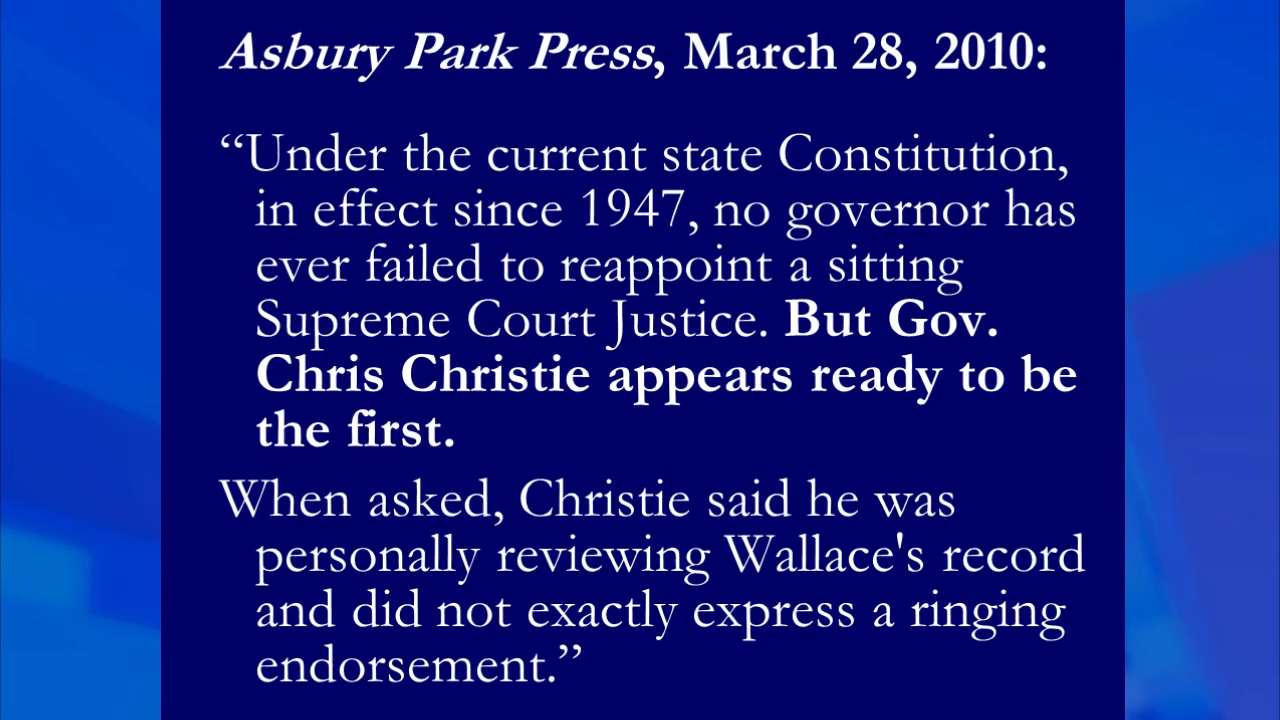 Asbury Park Press, March 28, 2010:
“Under the current state Constitution,
in effect since 1947, no governor has
ever failed to reappoint a sitting
Supreme Court Justice. But Gov.
Chris Christie appears ready to be
the first.
When asked, Christie said he was
personally reviewing Wallace's record
and did not exactly express a ringing
endorsement.”